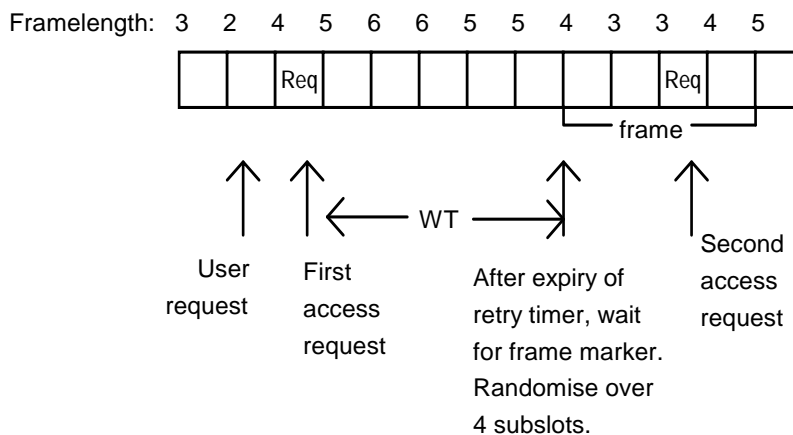 Framelength: 3 2 4 5 6 6 5 5 4 3 3 4 5
Req Req
frame
WT
User
request
First
access
request
After expiry of
retry timer, wait
for frame marker.
Randomise over
4 subslots.
Second
access
request